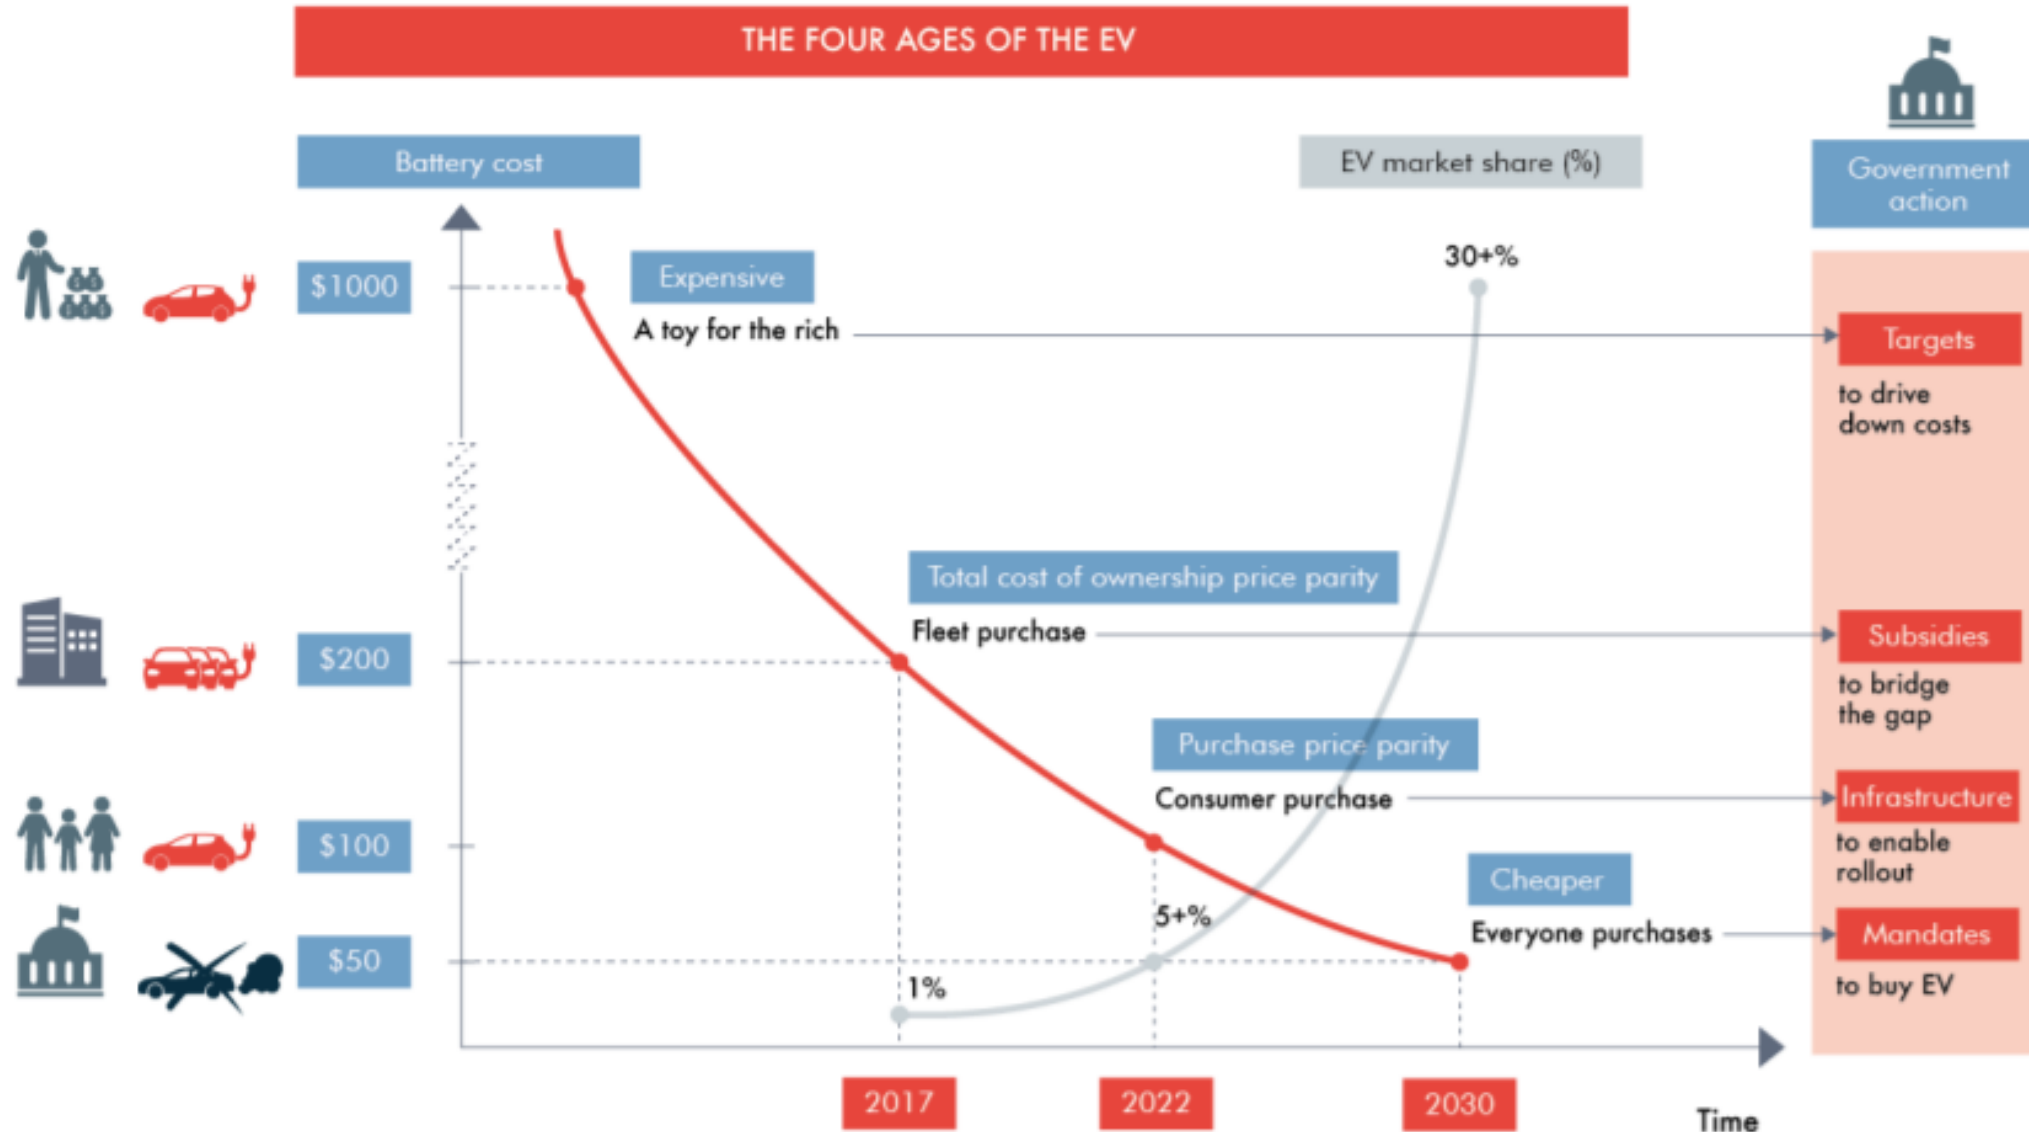 THE FOUR AGES OF THE EV
Battery cost
EV market share (%)
Government
action
$1000
Expensive
A toy for the rich
30+%
Targets
to drive
down costs
$200
Total cost of ownership price parity
Fleet purchase
Subsidies
to bridge
the gap
$100
Purchase price parity
Consumer purchase
Infrastructure
to enable
rollout
$50
Cheaper
Everyone purchases
Mandates
to buy EV
5+%
1%
2017
2022
2030
Time